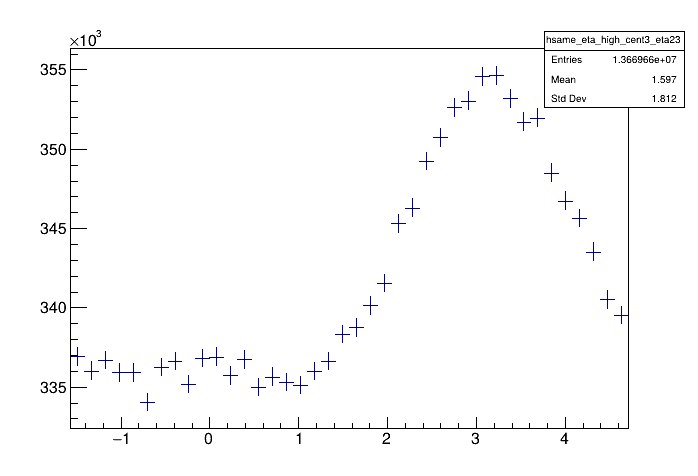 ×10³
hsame_eta_high_cent3_eta23
Entries 1.366966e+07
Mean 1.597
Std Dev 1.812
355
350
345
340
335
−1 0 1 2 3 4